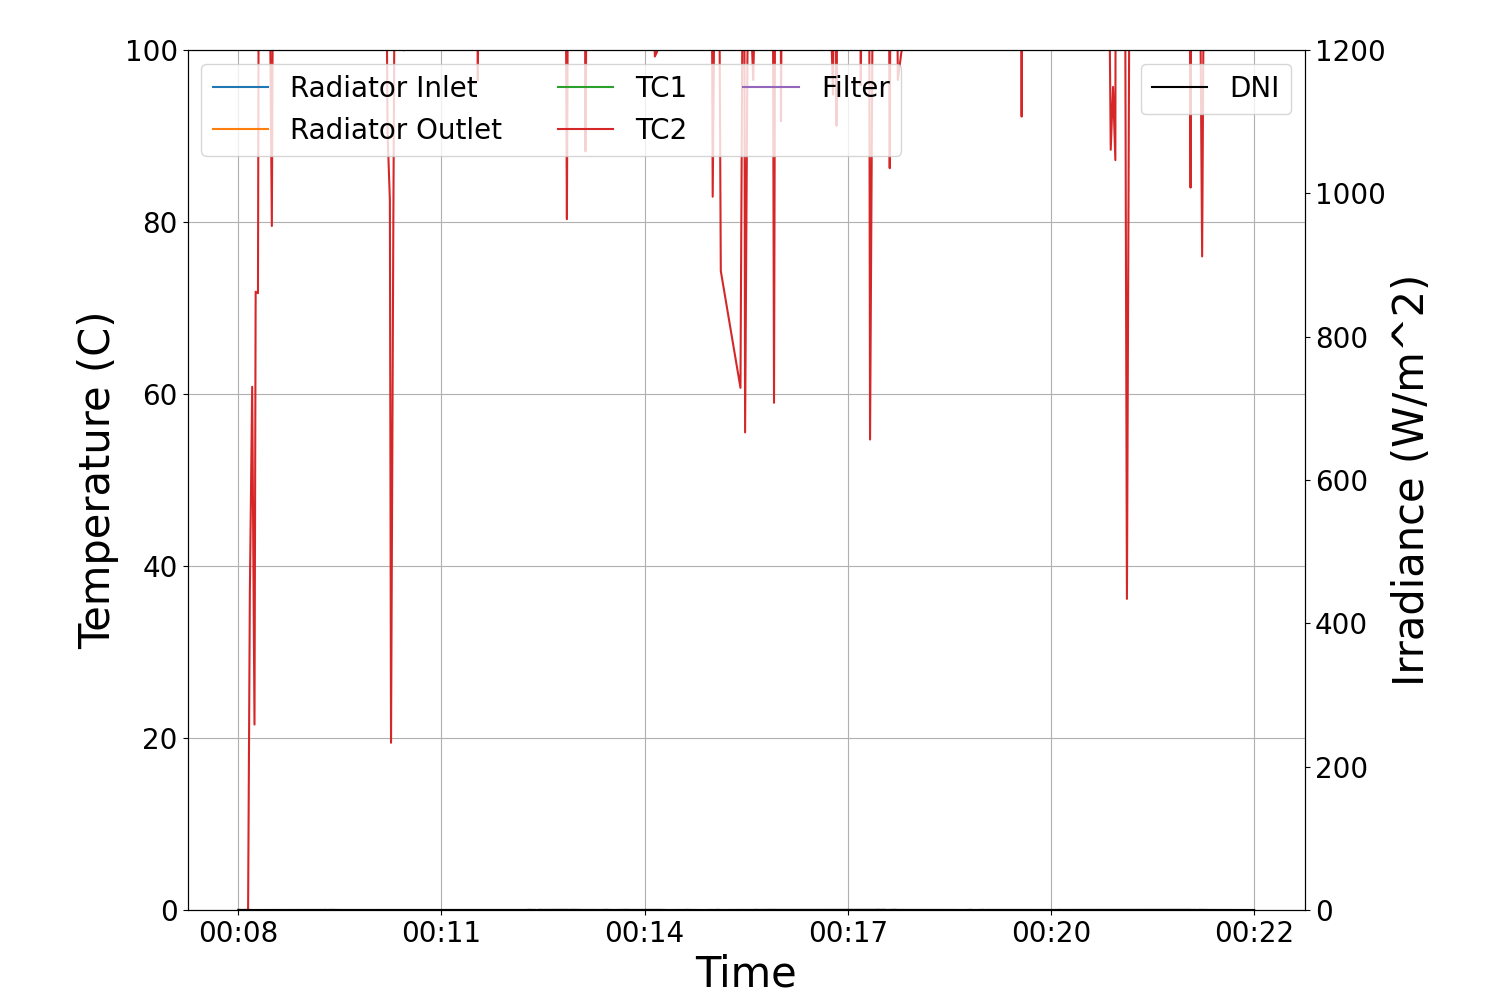 100
80
60
40
20
0
Temperature (C)
Radiator Inlet
Radiator Outlet
TC1
TC2
Filter
DNI
1200
1000
800
600
400
200
0
Irradiance (W/m^2)
00:08 00:11 00:14 00:17 00:20 00:22
Time